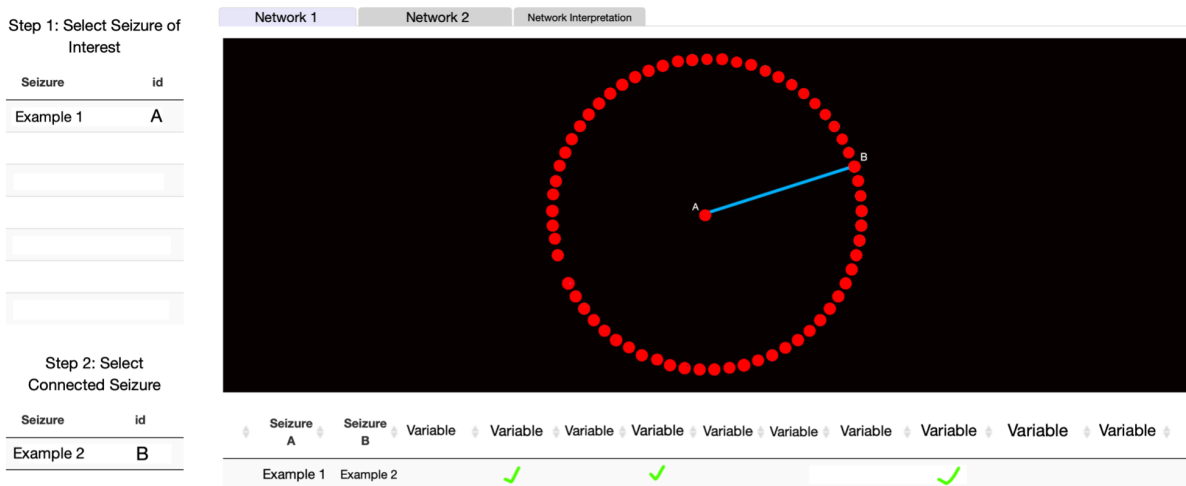 Step 1: Select Seizure of
Interest
Seizure id
Example 1 A
Step 2: Select
Connected Seizure
Seizure id
Example 2 B
Network 1 Network 2 Network Interpretation
B
A
Seizure A Seizure B Variable Variable Variable Variable Variable Variable Variable Variable Variable Variable
Example 1 Example 2